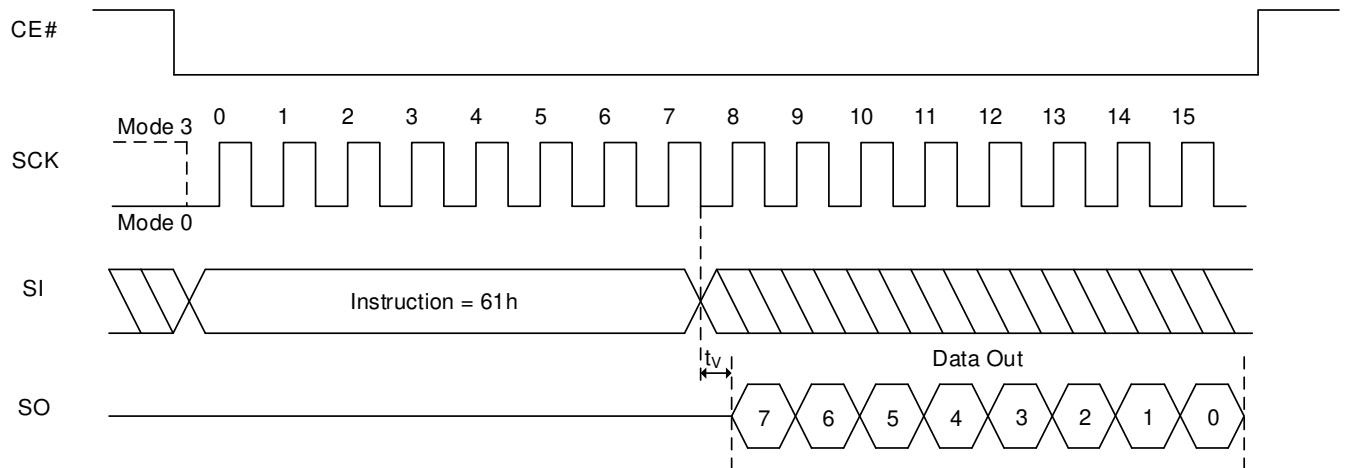 CE#
Mode 3
0 1 2 3 4 5 6 7 8 9 10 11 12 13 14 15
SCK
Mode 0
SI
Instruction = 61h
tV
Data Out
SO
7 6 5 4 3 2 1 0